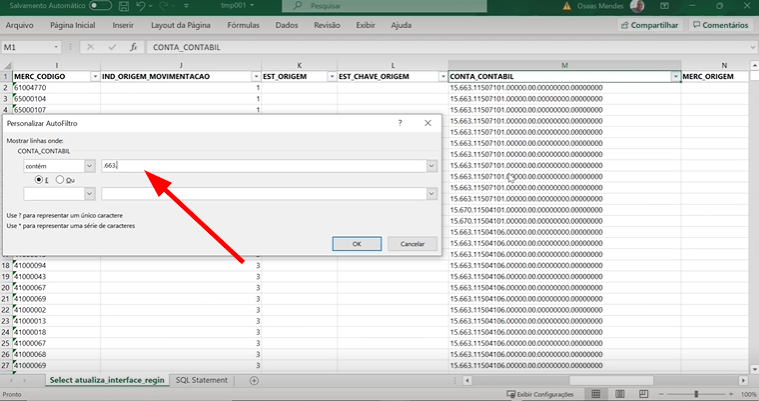 Salvamento Automático tmp001 Pesquisar Oseas Mendes
Arquivo Página Inicial Inserir Layout da Página Fórmulas Dados Revisão Exibir Ajuda Compartilhar Comentários
M1 fx CONTA_CONTABIL
I J K L M N
1 MERC_CODIGO IND_ORIGEM_MOVIMENTACAO EST_ORIGEM EST_CHAVE_ORIGEM CONTA_CONTABIL MERC_ORIGEM
2 61004770 1 15.663.11507101.00000.00.00000000.00000000
3 65000104 1 15.663.11507101.00000.00.00000000.00000000
4 65000107 1 15.663.11507101.00000.00.00000000.00000000
Personalizar AutoFiltro ? ×
Mostrar linhas onde:
CONTA_CONTABIL
contém .663.
E Ou
Use ? para representar um único caractere
Use * para representar uma série de caracteres
OK Cancelar
15.663.11507101.00000.00.00000000.00000000
15.663.11507101.00000.00.00000000.00000000
15.663.11507101.00000.00.00000000.00000000
15.663.11507101.00000.00.00000000.00000000
15.663.11507101.00000.00.00000000.00000000
15.663.11507101.00000.00.00000000.00000000
15.663.11507101.00000.00.00000000.00000000
15.663.11507101.00000.00.00000000.00000000
15.670.11504101.00000.00.00000000.00000000
15.670.11504101.00000.00.00000000.00000000
15.663.11504106.00000.00.00000000.00000000
15.663.11504106.00000.00.00000000.00000000
15.663.11504106.00000.00.00000000.00000000
18 41000094 3 15.663.11504106.00000.00.00000000.00000000
19 41000043 3 15.663.11504106.00000.00.00000000.00000000
20 41000067 3 15.663.11504106.00000.00.00000000.00000000
21 41000069 3 15.663.11504106.00000.00.00000000.00000000
22 41000002 3 15.663.11504106.00000.00.00000000.00000000
23 41000013 3 15.663.11504106.00000.00.00000000.00000000
24 41000018 3 15.663.11504106.00000.00.00000000.00000000
25 41000067 3 15.663.11504106.00000.00.00000000.00000000
26 41000068 3 15.663.11504106.00000.00.00000000.00000000
27 41000069 3 15.663.11504106.00000.00.00000000.00000000
Select atualiza_interface_regin SQL Statement
Pronto Exibir Configurações 100%